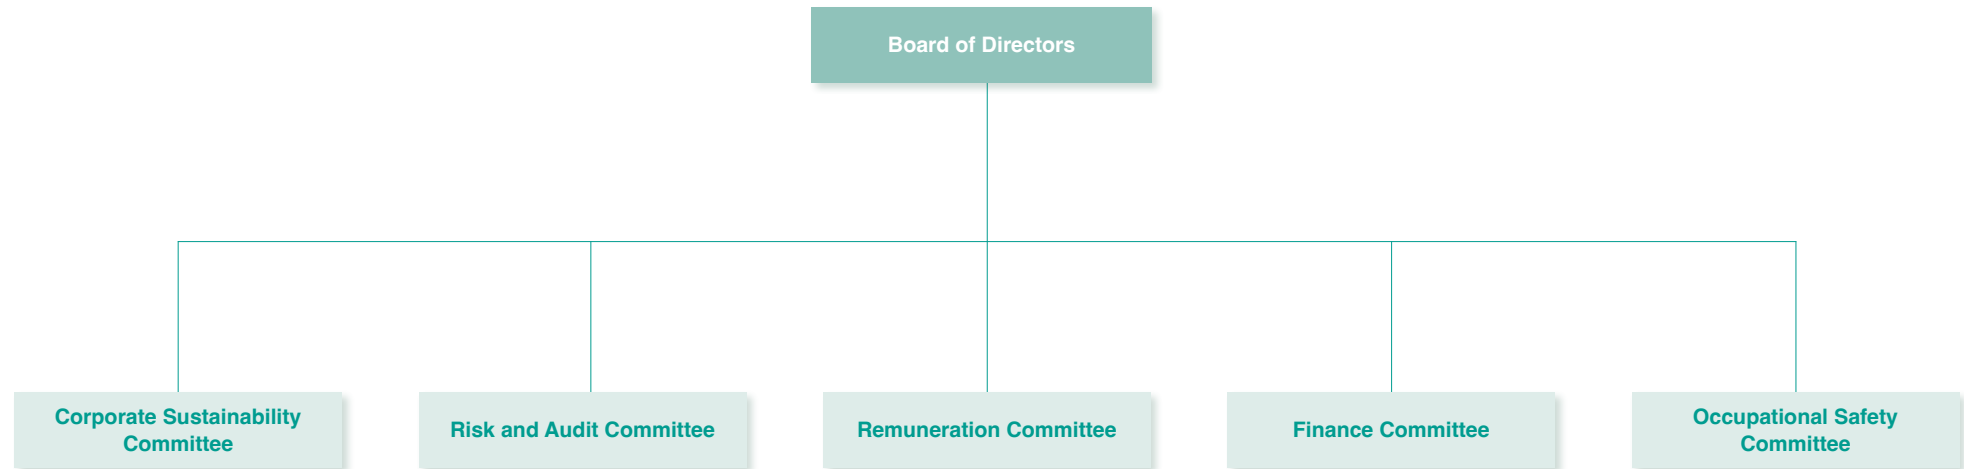 Board of Directors
Corporate Sustainability
Committee
Risk and Audit Committee
Remuneration Committee
Finance Committee
Occupational Safety
Committee